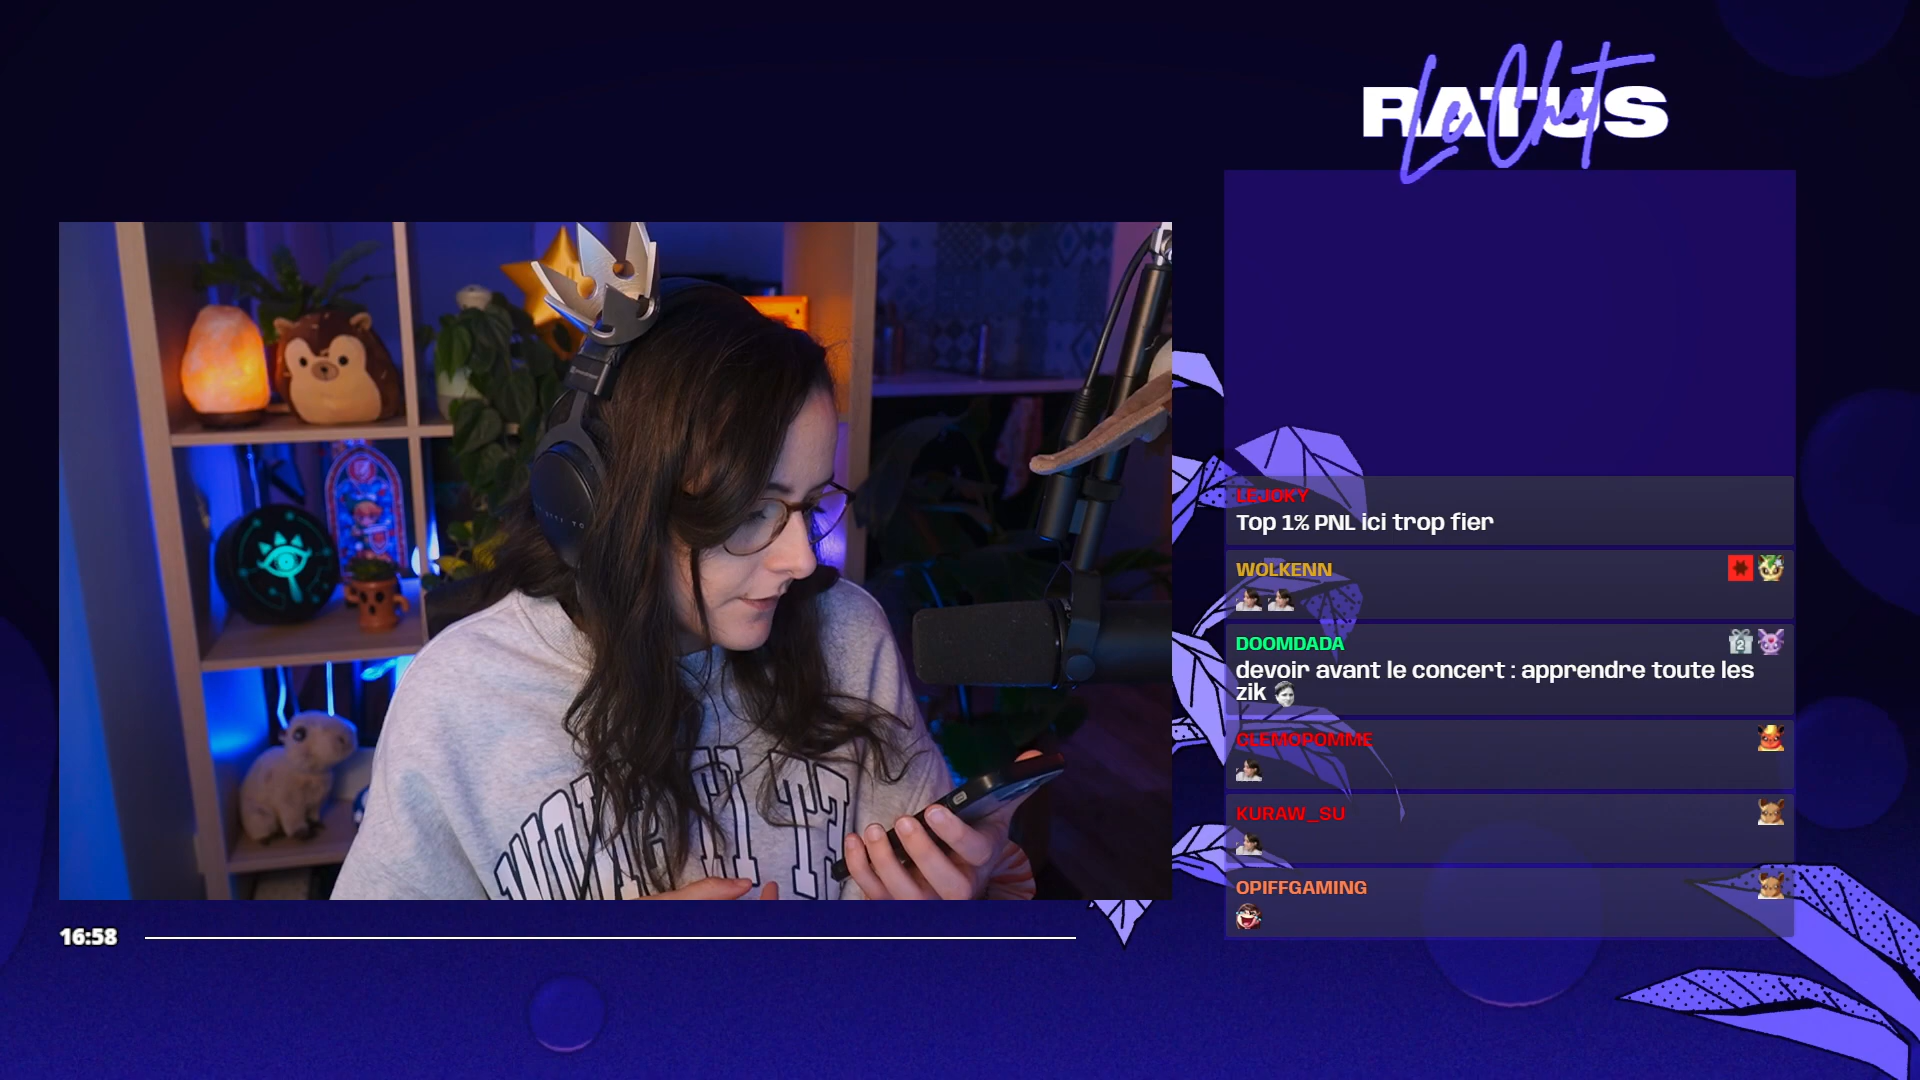 RATUS
Le Chat
LEJOKY
Top 1% PNL ici trop fier
WOLKENN
DOOMDADA
2
devoir avant le concert : apprendre toute les
zik
CLEMOPOMME
KURAW_SU
OPIFFGAMING
16:58